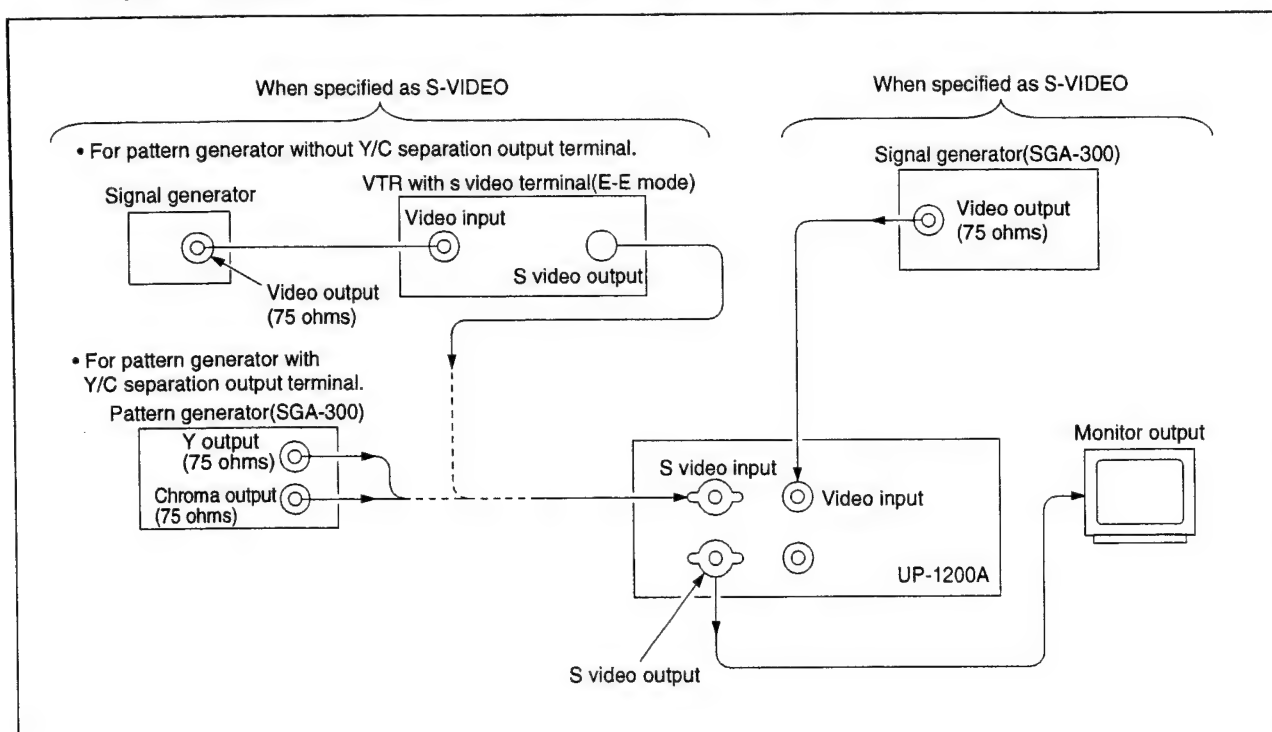 When specified as S-VIDEO
• For pattern generator without Y/C separation output terminal.
Signal generator
VTR with s video terminal(E-E mode)
Video input
S video output
Video output
(75 ohms)
• For pattern generator with
Y/C separation output terminal.
Pattern generator(SGA-300)
Y output
(75 ohms)
Chroma output
(75 ohms)
When specified as S-VIDEO
Signal generator(SGA-300)
Video output
(75 ohms)
S video input
Video input
UP-1200A
S video output
Monitor output